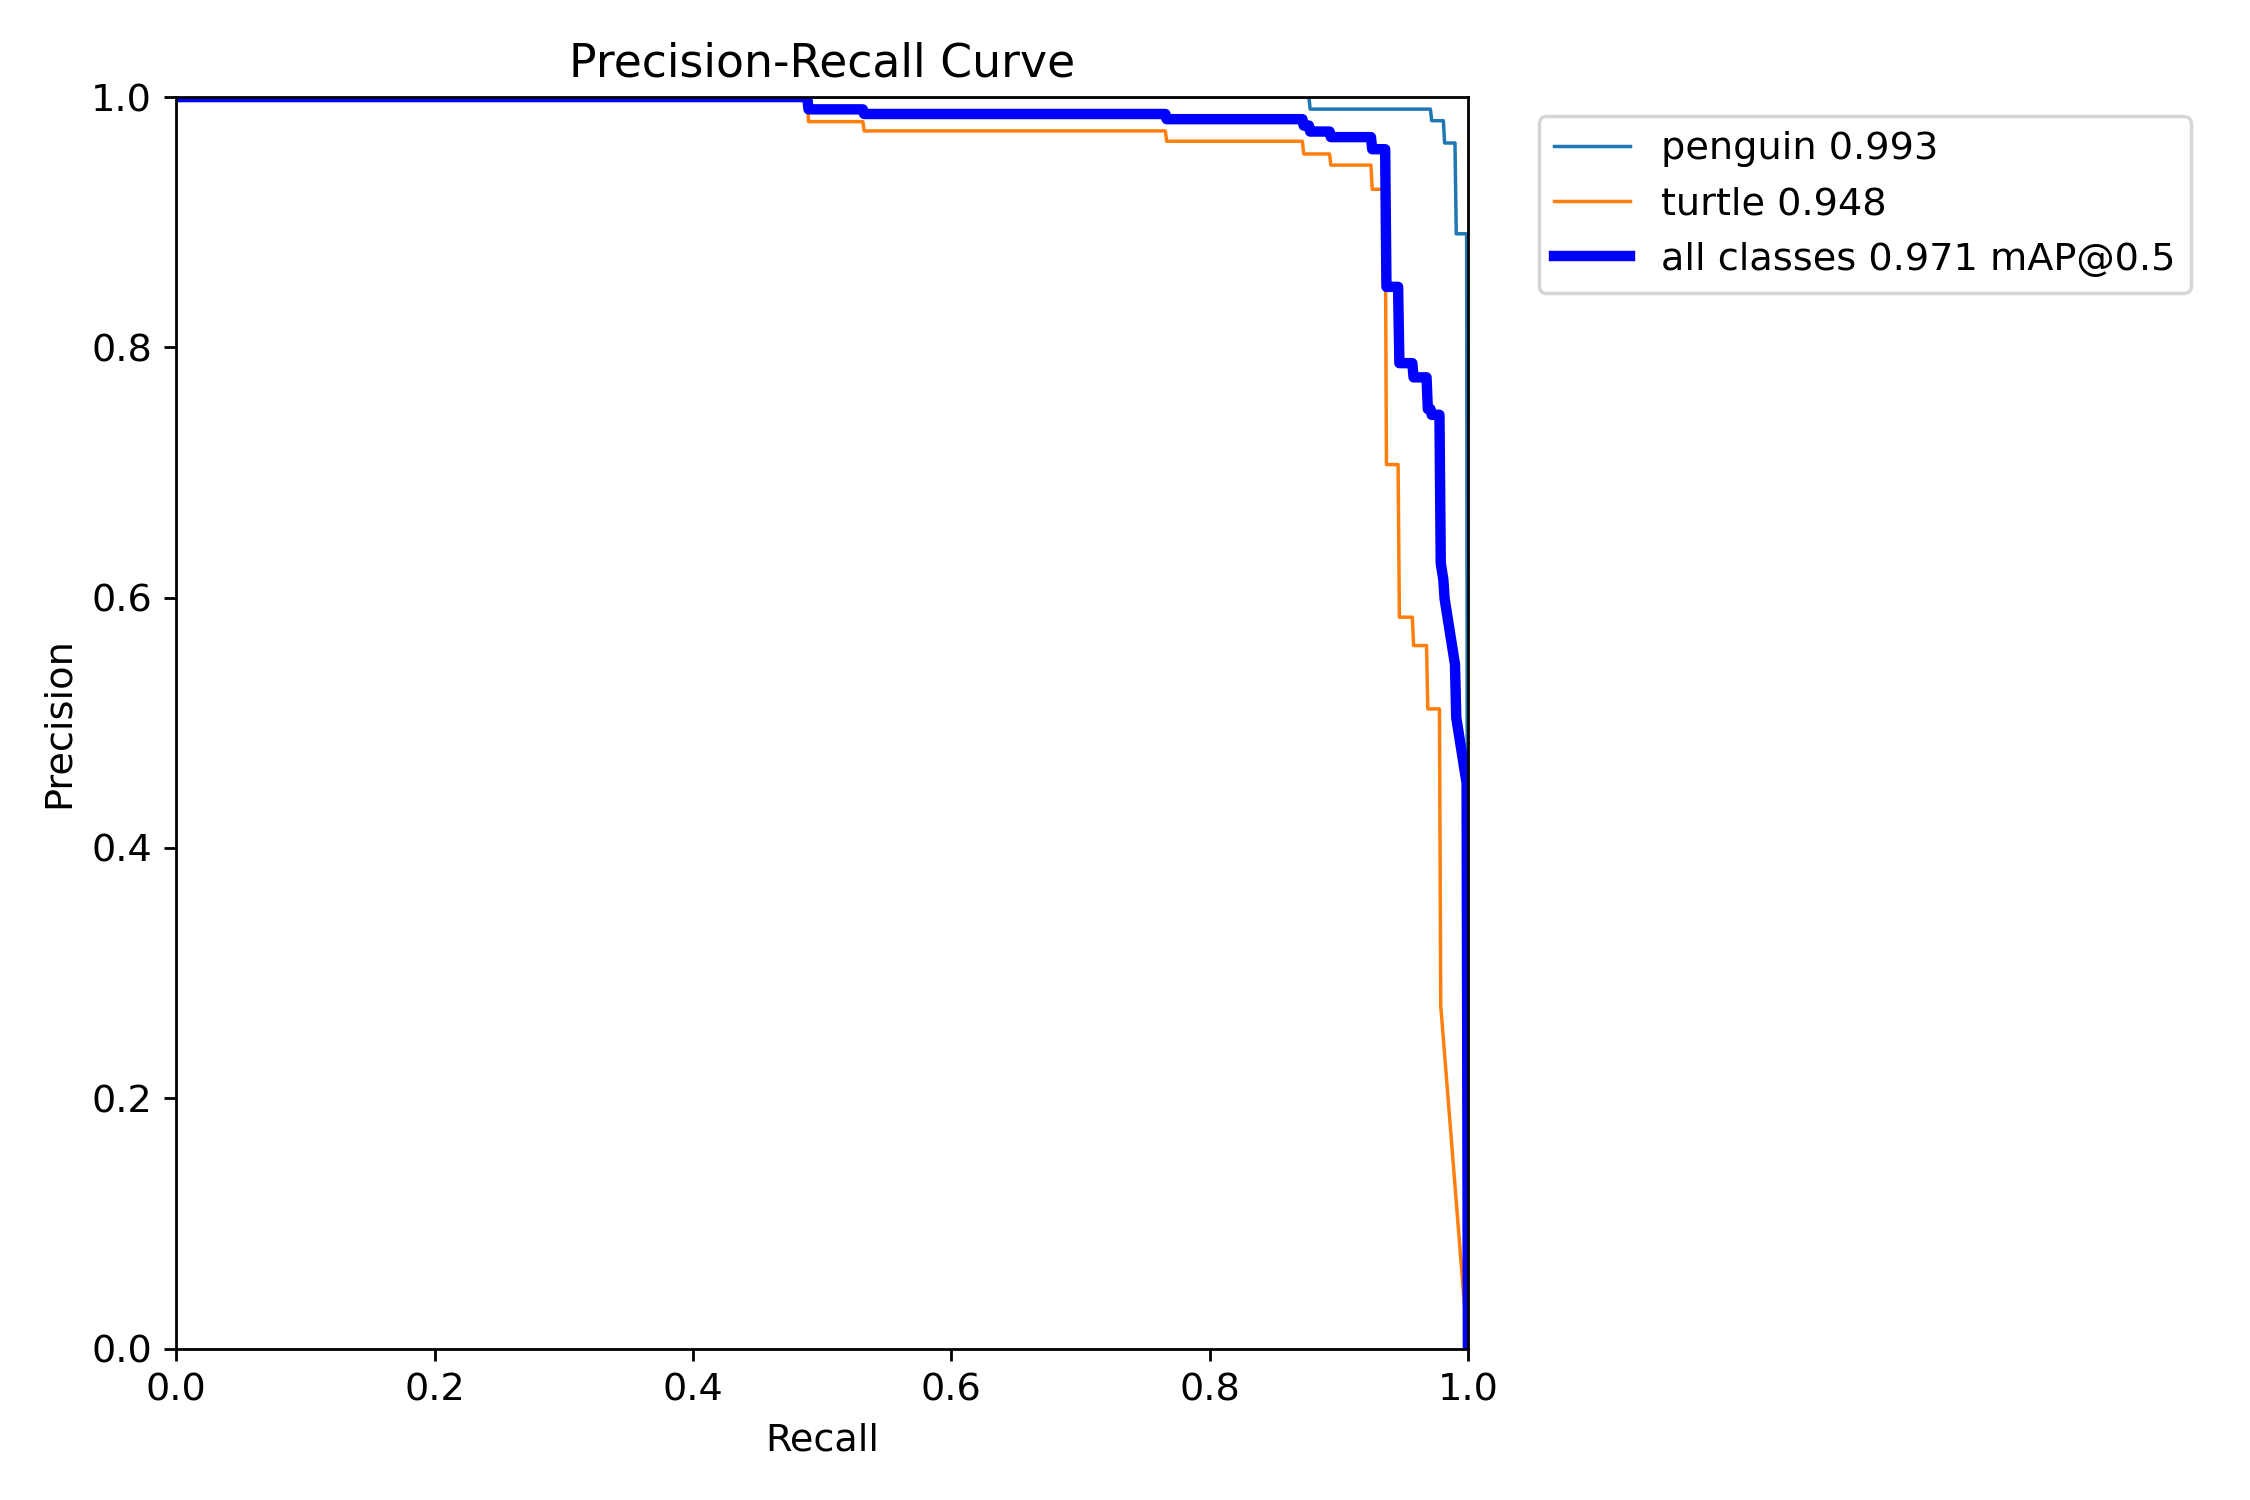 Precision-Recall Curve
1.0
0.8
0.6
0.4
0.2
0.0
Precision
0.0 0.2 0.4 0.6 0.8 1.0
Recall
penguin 0.993
turtle 0.948
all classes 0.971 mAP@0.5